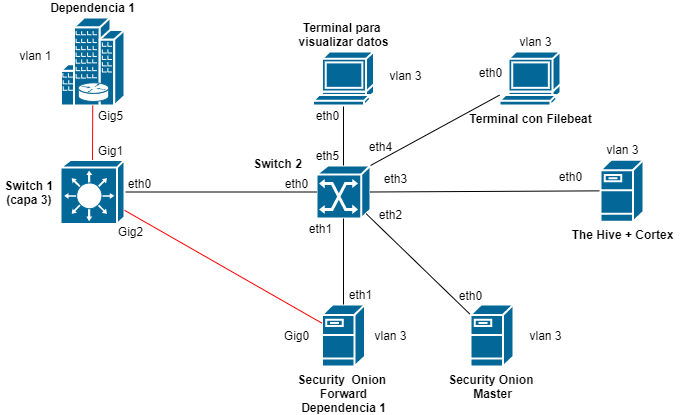 Dependencia 1
vlan 1
Gig5
Terminal para
visualizar datos
vlan 3
eth0
vlan 3
eth0
Terminal con Filebeat
Gig1
Switch 1
(capa 3)
eth0
Gig2
Switch 2
eth5
eth4
eth0
eth3
eth2
eth1
vlan 3
eth0
The Hive + Cortex
eth1
Gig0
vlan 3
Security Onion
Forward
Dependencia 1
eth0
vlan 3
Security Onion
Master